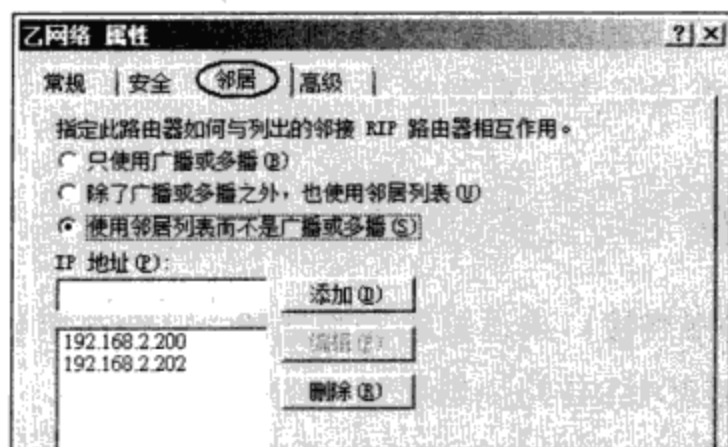 乙网络 属性
常规 安全 邻居 高级
指定此路由器如何与列出的邻接 RIP 路由器相互作用。
只使用广播或多播(B)
除了广播或多播之外，也使用邻居列表(U)
使用邻居列表而不是广播或多播(S)
IP 地址(P):
添加(D)
192.168.2.200
192.168.2.202
编辑(E)
删除(R)